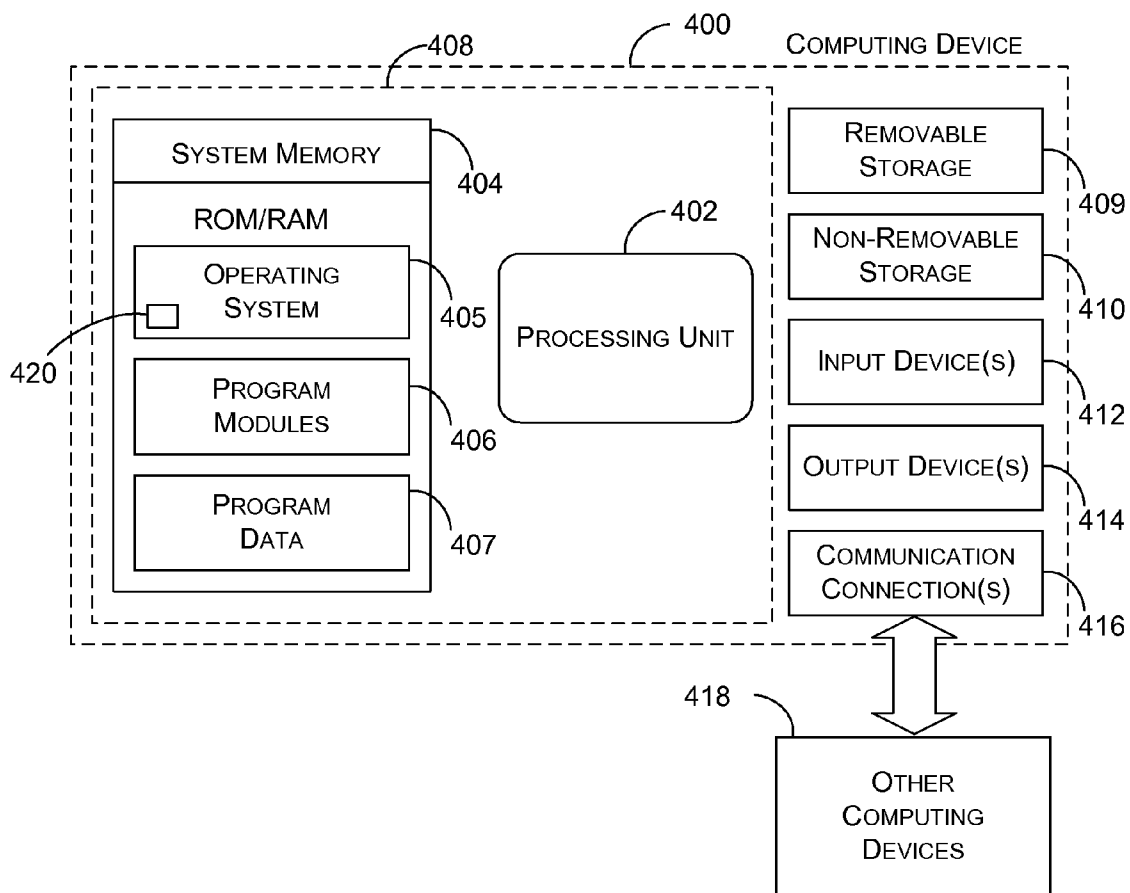 400
COMPUTING DEVICE
408
SYSTEM MEMORY
404
ROM/RAM
OPERATING
SYSTEM
405
420
PROGRAM
MODULES
406
PROGRAM
DATA
407
402
PROCESSING UNIT
REMOVABLE
STORAGE
409
NON-REMOVABLE
STORAGE
410
INPUT DEVICE(S)
412
OUTPUT DEVICE(S)
414
COMMUNICATION
CONNECTION(S)
416
418
OTHER
COMPUTING
DEVICES